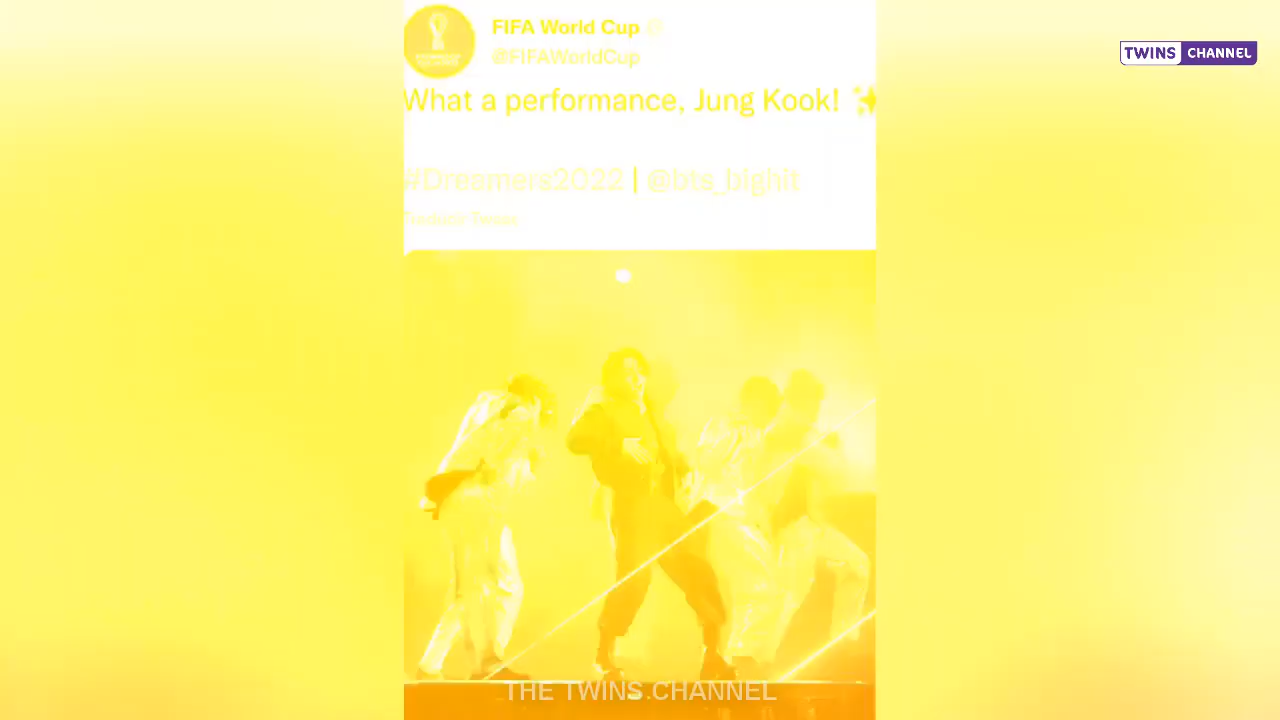 FIFA World Cup
@FIFAWorldCup
TWINS CHANNEL
What a performance, Jung Kook! ✨
#Dreamers2022 | @bts_bighit
THE TWINS CHANNEL